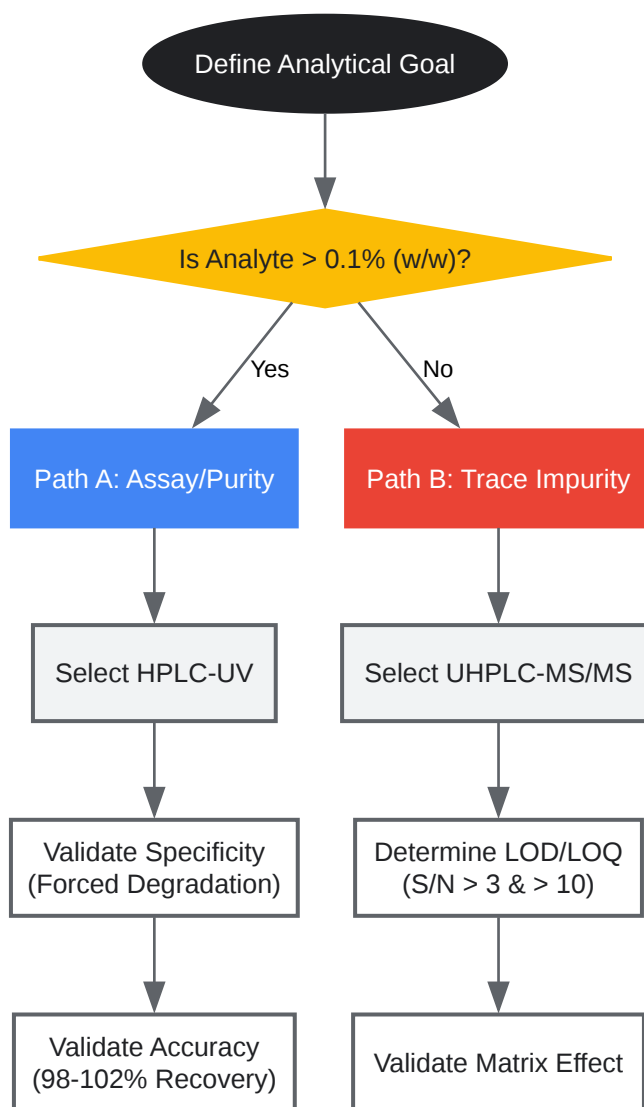 Define Analytical Goal
Is Analyte > 0.1% (w/w)?
Yes
No
Path A: Assay/Purity
Path B: Trace Impurity
Select HPLC-UV
Select UHPLC-MS/MS
Validate Specificity
(Forced Degradation)
Determine LOD/LOQ
(S/N > 3 & > 10)
Validate Accuracy
(98-102% Recovery)
Validate Matrix Effect